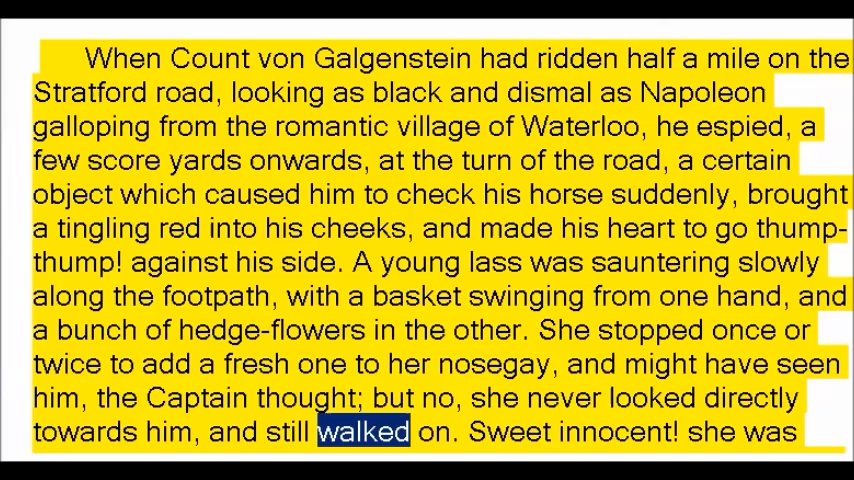 When Count von Galgenstein had ridden half a mile on the
Stratford road, looking as black and dismal as Napoleon
galloping from the romantic village of Waterloo, he espied, a
few score yards onwards, at the turn of the road, a certain
object which caused him to check his horse suddenly, brought
a tingling red into his cheeks, and made his heart to go thump-
thump! against his side. A young lass was sauntering slowly
along the footpath, with a basket swinging from one hand, and
a bunch of hedge-flowers in the other. She stopped once or
twice to add a fresh one to her nosegay, and might have seen
him, the Captain thought; but no, she never looked directly
towards him, and still walked on. Sweet innocent! she was